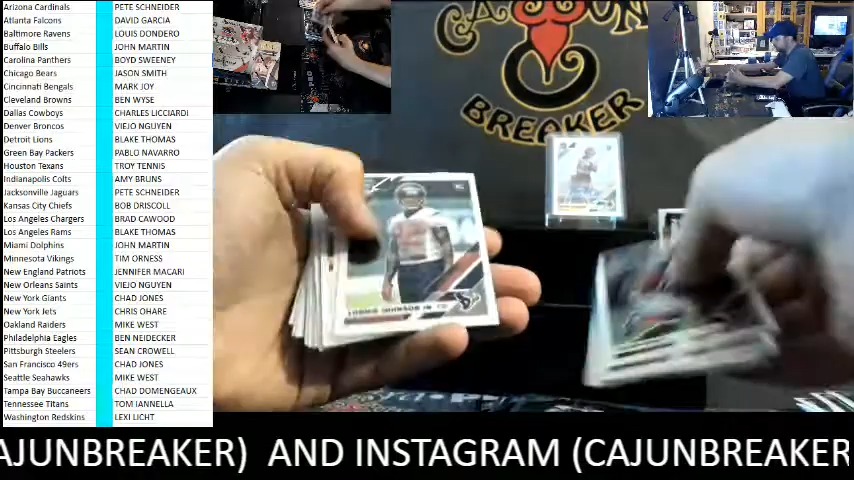 Arizona Cardinals PETE SCHNEIDER
Atlanta Falcons DAVID GARCIA
Baltimore Ravens LOUIS DONDERO
Buffalo Bills JOHN MARTIN
Carolina Panthers BOYD SWEENEY
Chicago Bears JASON SMITH
Cincinnati Bengals MARK JOY
Cleveland Browns BEN WYSE
Dallas Cowboys CHARLES LICCIARDI
Denver Broncos VIEJO NGUYEN
Detroit Lions BLAKE THOMAS
Green Bay Packers PABLO NAVARRO
Houston Texans TROY TENNIS
Indianapolis Colts AMY BRUNS
Jacksonville Jaguars PETE SCHNEIDER
Kansas City Chiefs BOB DRISCOLL
Los Angeles Chargers BRAD CAWOOD
Los Angeles Rams BLAKE THOMAS
Miami Dolphins JOHN MARTIN
Minnesota Vikings TIM ORNESS
New England Patriots JENNIFER MACARI
New Orleans Saints VIEJO NGUYEN
New York Giants CHAD JONES
New York Jets CHRIS OHARE
Oakland Raiders MIKE WEST
Philadelphia Eagles BEN NEIDECKER
Pittsburgh Steelers SEAN CROWELL
San Francisco 49ers CHAD JONES
Seattle Seahawks MIKE WEST
Tampa Bay Buccaneers CHAD DOMENGEAUX
Tennessee Titans TOM IANNELLA
Washington Redskins LEXI LICHT
BREAKER
AJUNBREAKER) AND INSTAGRAM (CAJUNBREAKER